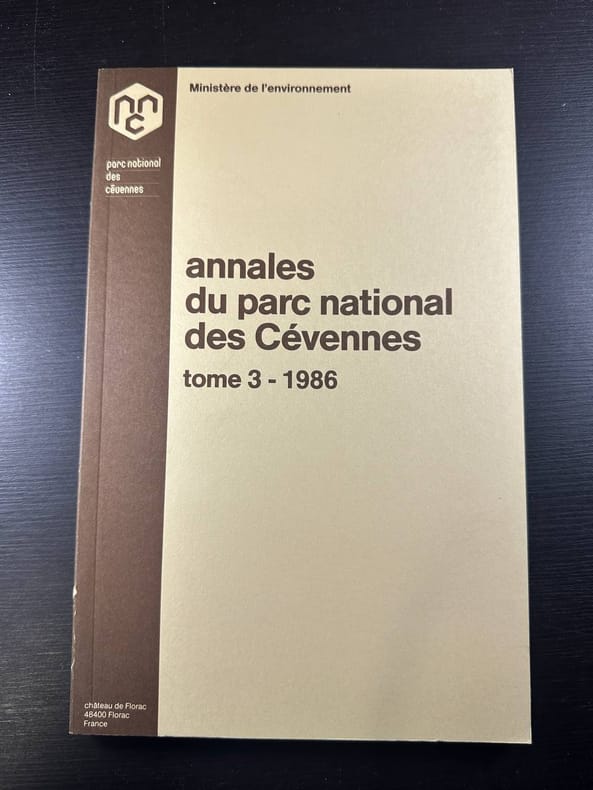 Ministère de l'environnement
parc national
des
cévennes
annales
du parc national
des Cévennes
tome 3 - 1986
château de Florac
48400 Florac
France